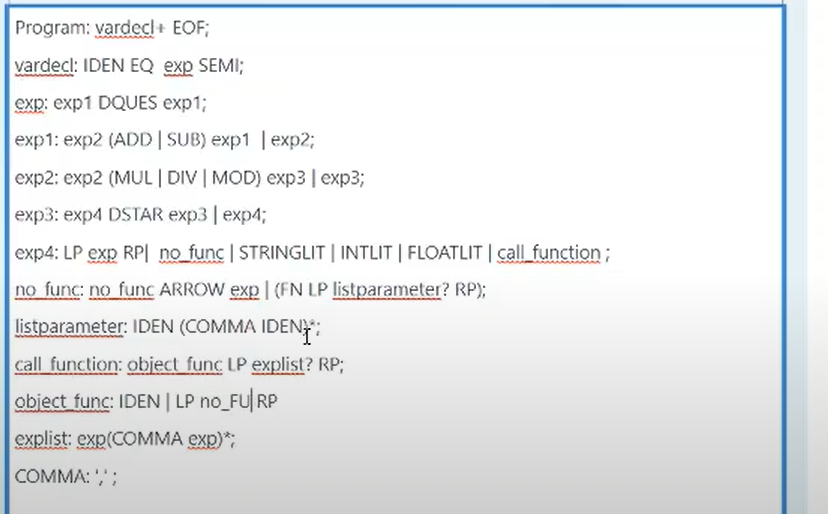 Program: vardecl+ EOF;
vardecl: IDEN EQ exp SEMI;
exp: exp1 DQUES exp1;
exp1: exp2 (ADD | SUB) exp1 | exp2;
exp2: exp2 (MUL | DIV | MOD) exp3 | exp3;
exp3: exp4 DSTAR exp3 | exp4;
exp4: LP exp RP| no_func | STRINGLIT | INTLIT | FLOATLIT | call_function ;
no_func: no_func ARROW exp | (FN LP listparameter? RP);
listparameter: IDEN (COMMA IDEN)*;
call_function: object_func LP explist? RP;
object_func: IDEN | LP no_FU RP
explist: exp(COMMA exp)*;
COMMA: ',' ;